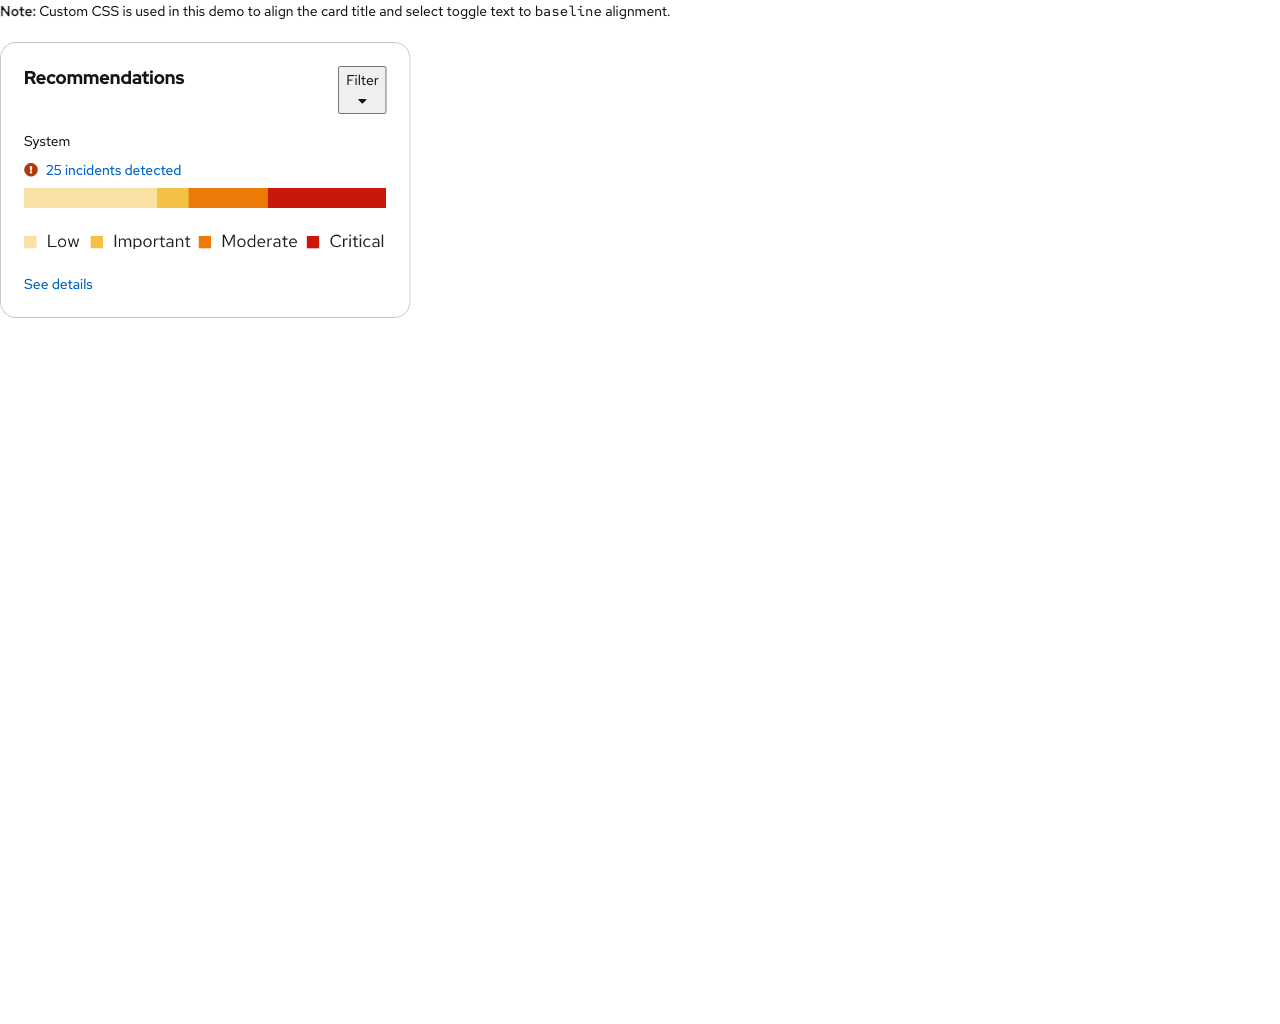 Note: Custom CSS is used in this demo to align the card title and select toggle text to baseline alignment.
Recommendations
Filter
System
25 incidents detected
Low Important Moderate Critical
See details